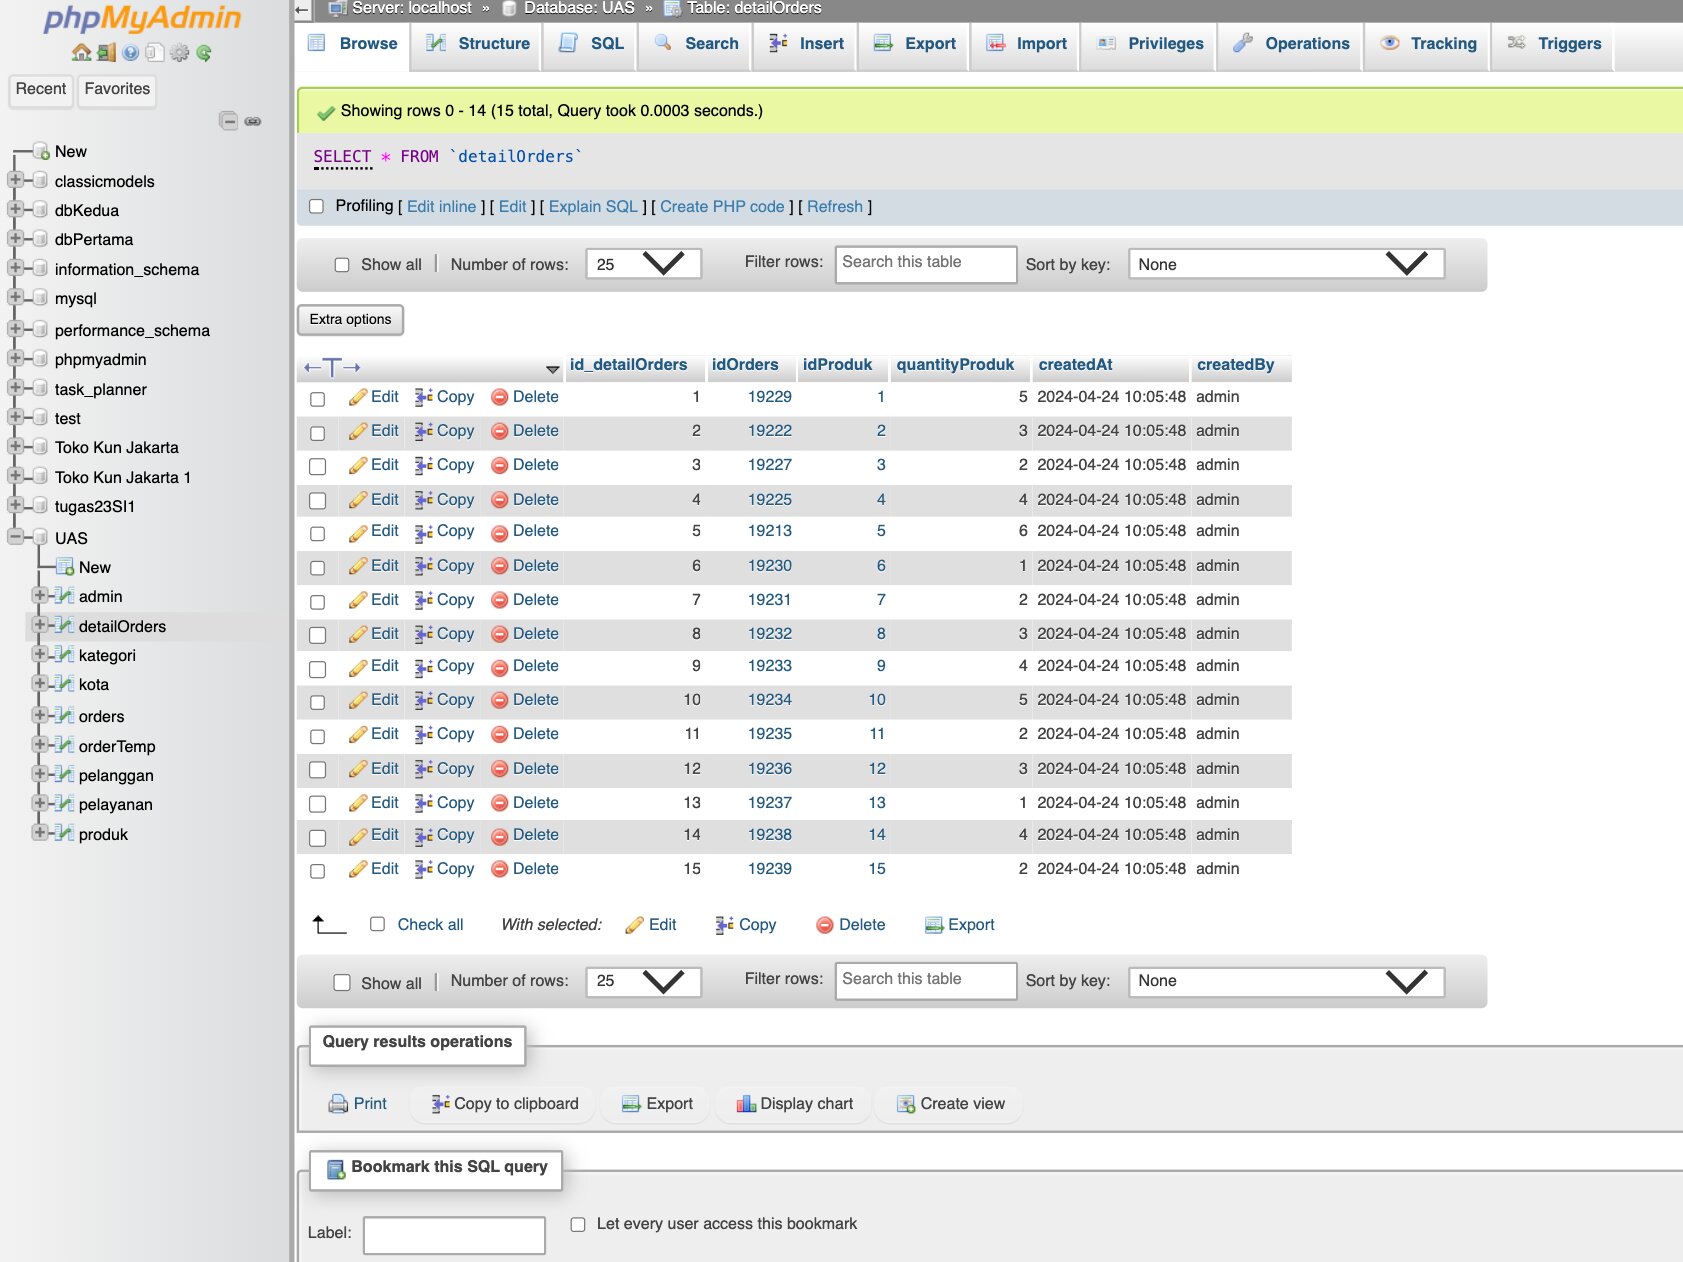 phpMyAdmin
Recent Favorites
New
classicmodels
dbKedua
dbPertama
information_schema
mysql
performance_schema
phpmyadmin
task_planner
test
Toko Kun Jakarta
Toko Kun Jakarta 1
tugas23SI1
UAS
New
admin
detailOrders
kategori
kota
orders
orderTemp
pelanggan
pelayanan
produk
Server: localhost » Database: UAS » Table: detailOrders
Browse Structure SQL Search Insert Export Import Privileges Operations Tracking Triggers
Showing rows 0 - 14 (15 total, Query took 0.0003 seconds.)
SELECT * FROM `detailOrders`
Profiling [ Edit inline ] [ Edit ] [ Explain SQL ] [ Create PHP code ] [ Refresh ]
Show all | Number of rows: 25 Filter rows: Search this table Sort by key: None
Extra options
←T→ id_detailOrders idOrders idProduk quantityProduk createdAt createdBy
Edit Copy Delete 1 19229 1 5 2024-04-24 10:05:48 admin
Edit Copy Delete 2 19222 2 3 2024-04-24 10:05:48 admin
Edit Copy Delete 3 19227 3 2 2024-04-24 10:05:48 admin
Edit Copy Delete 4 19225 4 4 2024-04-24 10:05:48 admin
Edit Copy Delete 5 19213 5 6 2024-04-24 10:05:48 admin
Edit Copy Delete 6 19230 6 1 2024-04-24 10:05:48 admin
Edit Copy Delete 7 19231 7 2 2024-04-24 10:05:48 admin
Edit Copy Delete 8 19232 8 3 2024-04-24 10:05:48 admin
Edit Copy Delete 9 19233 9 4 2024-04-24 10:05:48 admin
Edit Copy Delete 10 19234 10 5 2024-04-24 10:05:48 admin
Edit Copy Delete 11 19235 11 2 2024-04-24 10:05:48 admin
Edit Copy Delete 12 19236 12 3 2024-04-24 10:05:48 admin
Edit Copy Delete 13 19237 13 1 2024-04-24 10:05:48 admin
Edit Copy Delete 14 19238 14 4 2024-04-24 10:05:48 admin
Edit Copy Delete 15 19239 15 2 2024-04-24 10:05:48 admin
Check all With selected: Edit Copy Delete Export
Show all | Number of rows: 25 Filter rows: Search this table Sort by key: None
Query results operations
Print Copy to clipboard Export Display chart Create view
Bookmark this SQL query
Label: Let every user access this bookmark